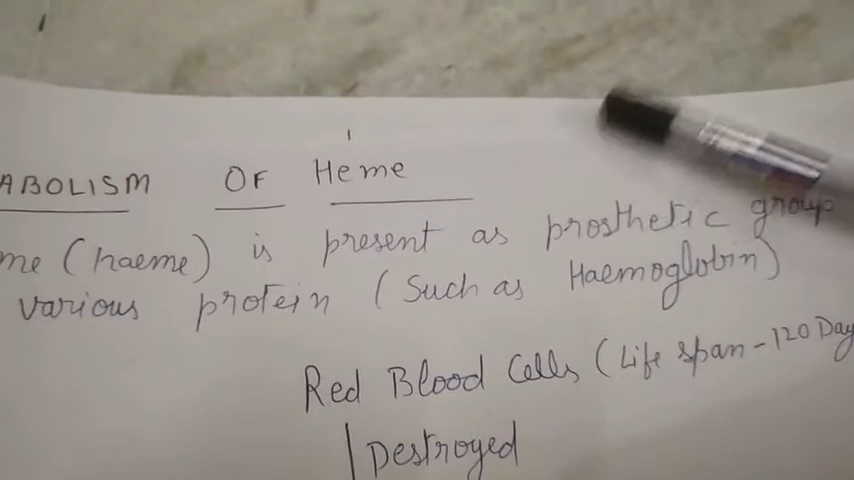 ABOLISM OF Heme
me (haeme) is present as prosthetic group
various protein (Such as Haemoglobin)
Red Blood Cells (Life span - 120 Day
Destroyed